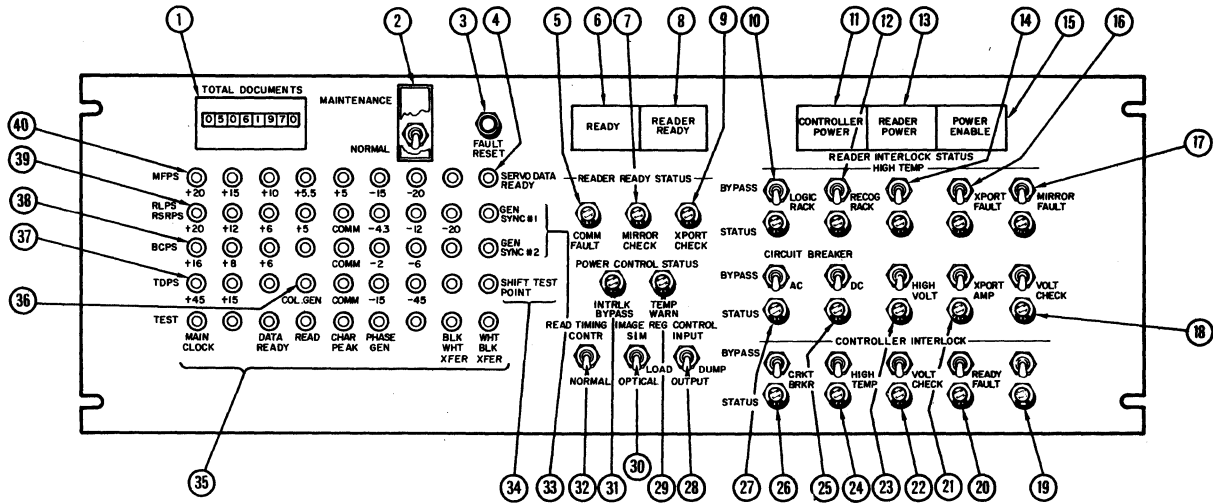 1 2 3 4 5 6 7 8 9 10 11 12 13 14 15 16
TOTAL DOCUMENTS
05061970
MAINTENANCE
NORMAL
FAULT RESET
READY
READER READY
CONTROLLER POWER
READER POWER
POWER ENABLE
40 39 38 37 36
MFPS
+20 +15 +10 +5.5 +5 -15 -20
SERVO DATA READY
RLPS RSRPS
+20 +12 +6 +5 COMM -4.3 -12 -20
GEN SYNC #1
BCPS
+16 +8 +6 COMM -2 -6
GEN SYNC #2
TDPS
+45 +15 COL.GEN COMM -15 -45
SHIFT TEST POINT
TEST
MAIN CLOCK
DATA READY
READ
CHAR PEAK
PHASE GEN
BLK WHT XFER
WHT BLK XFER
READER READY STATUS
COMM FAULT
MIRROR CHECK
XPORT CHECK
POWER CONTROL STATUS
INTRLK BYPASS
TEMP WARN
READ TIMING IMAGE REG CONTROL
CONTR SIM INPUT
LOAD DUMP
NORMAL OPTICAL OUTPUT
READER INTERLOCK STATUS
HIGH TEMP
BYPASS
LOGIC RACK
RECOG RACK
XPORT FAULT
MIRROR FAULT
STATUS
17
CIRCUIT BREAKER
BYPASS
AC DC
HIGH VOLT
XPORT AMP
VOLT CHECK
STATUS
18
CONTROLLER INTERLOCK
BYPASS
CRKT BRKR
HIGH TEMP
VOLT CHECK
READY FAULT
STATUS
35 34 33 32 31 30 29 28 27 26 25 24 23 22 21 20 19